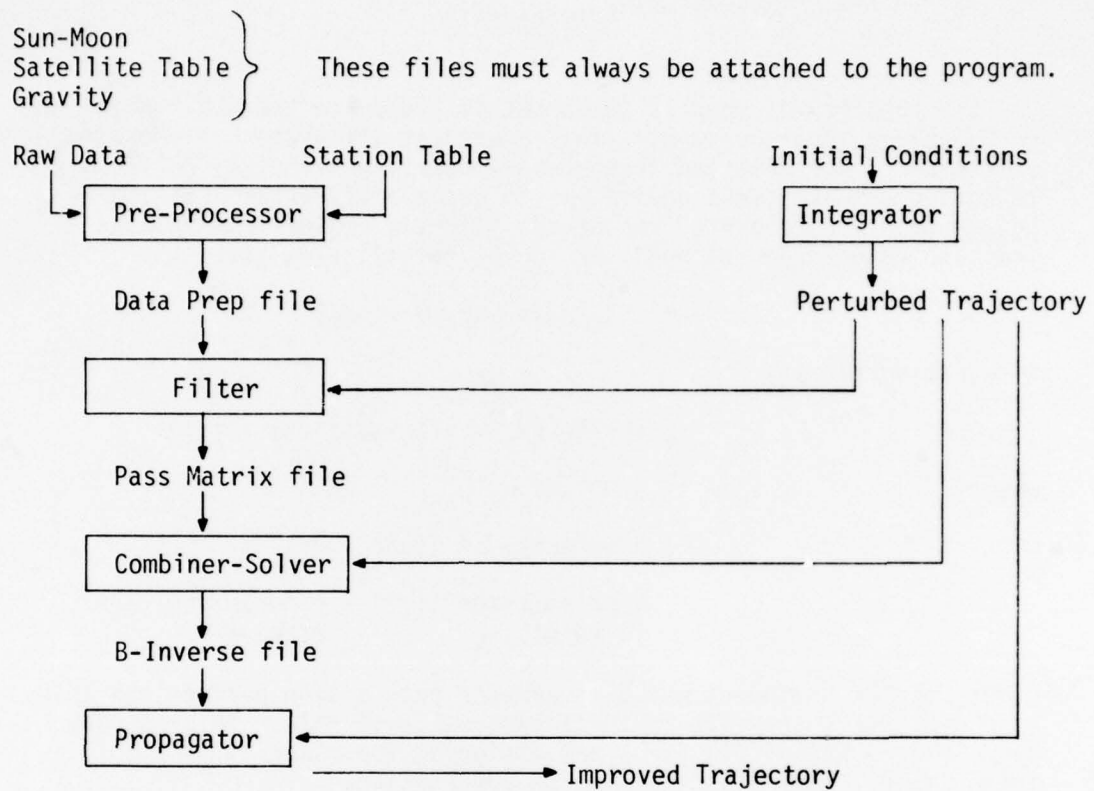 Sun-Moon
Satellite Table
Gravity
These files must always be attached to the program.
Raw Data
Station Table
Initial Conditions
Pre-Processor
Integrator
Data Prep file
Perturbed Trajectory
Filter
Pass Matrix file
Combiner-Solver
B-Inverse file
Propagator
Improved Trajectory